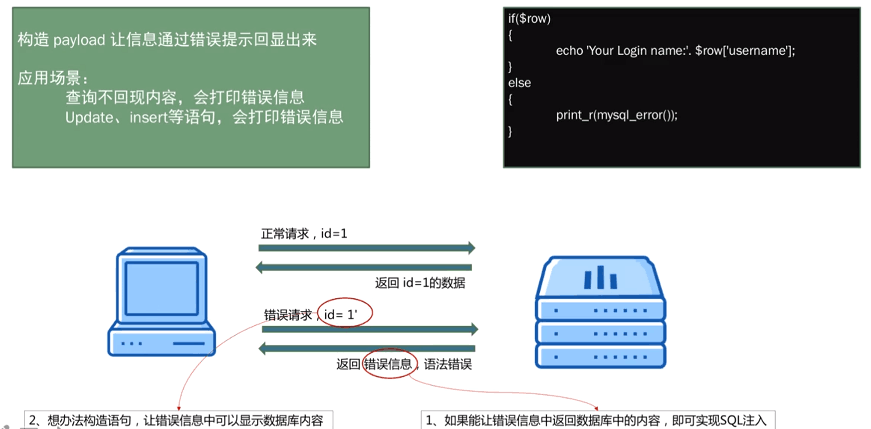 构造 payload 让信息通过错误提示回显出来
应用场景：
查询不回现内容，会打印错误信息
Update、insert等语句，会打印错误信息
if($row)
{
echo 'Your Login name:'. $row['username'];
}
else
{
print_r(mysql_error());
}
正常请求，id=1
返回 id=1的数据
错误请求，id= 1'
返回 错误信息，语法错误
2、想办法构造语句，让错误信息中可以显示数据库内容
1、如果能让错误信息中返回数据库中的内容，即可实现SQL注入